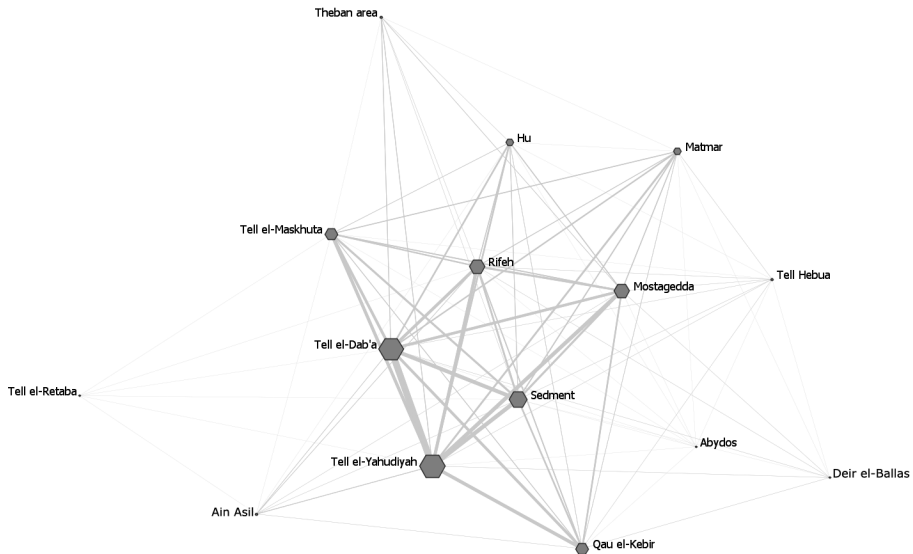 Theban area
Hu
Matmar
Tell el-Maskhuta
Rifeh
Tell Hebua
Mostagedda
Tell el-Dab'a
Tell el-Retaba
Sedment
Abydos
Tell el-Yahudiyah
Deir el-Ballas
Ain Asil
Qau el-Kebir